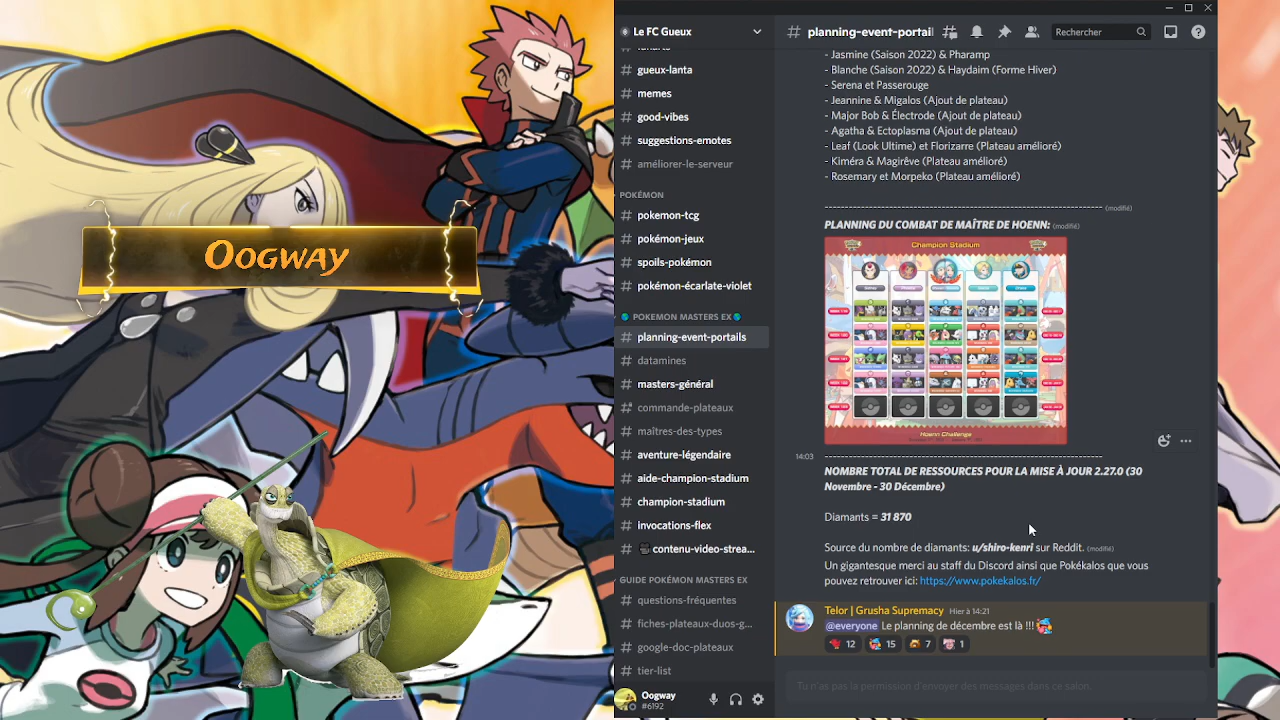 Oogway
Le FC Gueux
gueux-lanta
memes
good-vibes
suggestions-emotes
améliorer-le-serveur
POKÉMON
pokemon-tcg
pokémon-jeux
spoils-pokémon
pokémon-écarlate-violet
POKEMON MASTERS EX
planning-event-portails
datamines
masters-général
commande-plateaux
maîtres-des-types
aventure-légendaire
aide-champion-stadium
champion-stadium
invocations-flex
contenu-video-strea...
GUIDE POKÉMON MASTERS EX
questions-fréquentes
fiches-plateaux-duos-g...
google-doc-plateaux
tier-list
Oogway
#6192
planning-event-portail
Rechercher
- Jasmine (Saison 2022) & Pharamp
- Blanche (Saison 2022) & Haydaim (Forme Hiver)
- Serena et Passerouge
- Jeannine & Migalos (Ajout de plateau)
- Major Bob & Électrode (Ajout de plateau)
- Agatha & Ectoplasma (Ajout de plateau)
- Leaf (Look Ultime) et Florizarre (Plateau amélioré)
- Kiméra & Magirêve (Plateau amélioré)
- Rosemary et Morpeko (Plateau amélioré)
(modifié)
PLANNING DU COMBAT DE MAÎTRE DE HOENN: (modifié)
Champion Stadium
Hoenn Challenge
14:03
NOMBRE TOTAL DE RESSOURCES POUR LA MISE À JOUR 2.27.0 (30
Novembre - 30 Décembre)
Diamants = 31 870
Source du nombre de diamants: u/shiro-kenri sur Reddit. (modifié)
Un gigantesque merci au staff du Discord ainsi que Pokékalos que vous
pouvez retrouver ici: https://www.pokekalos.fr/
Telor | Grusha Supremacy Hier à 14:21
@everyone Le planning de décembre est là !!!
12 15 7 1
Tu n'as pas la permission d'envoyer des messages dans ce salon.